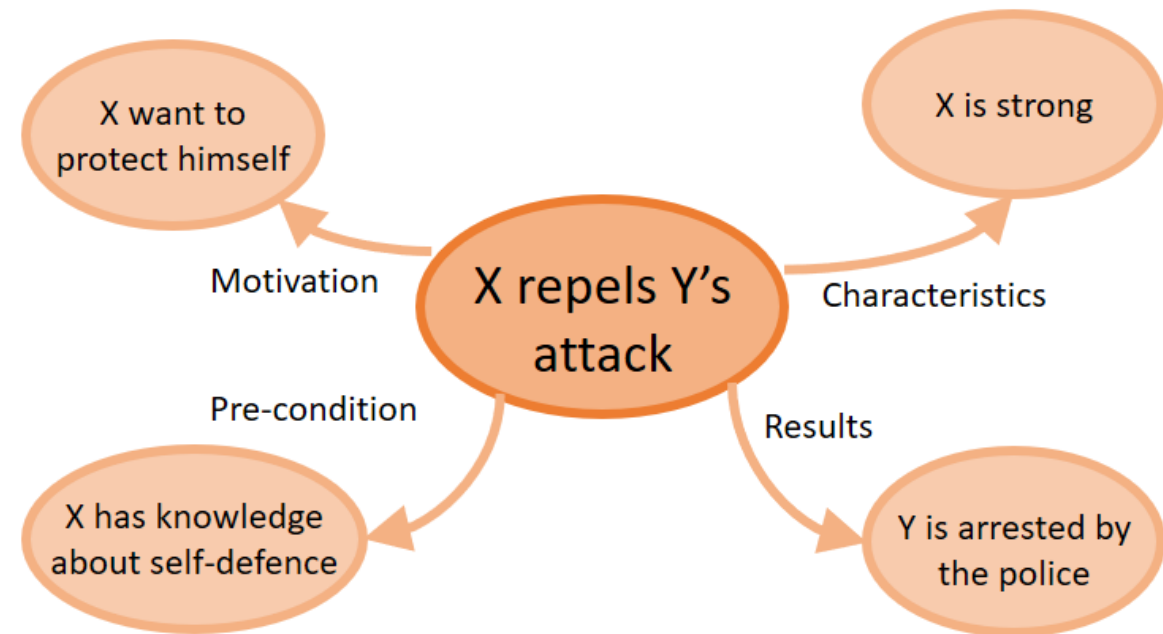 X want to
protect himself
X is strong
Motivation
X repels Y's
attack
Characteristics
Pre-condition
Results
X has knowledge
about self-defence
Y is arrested by
the police